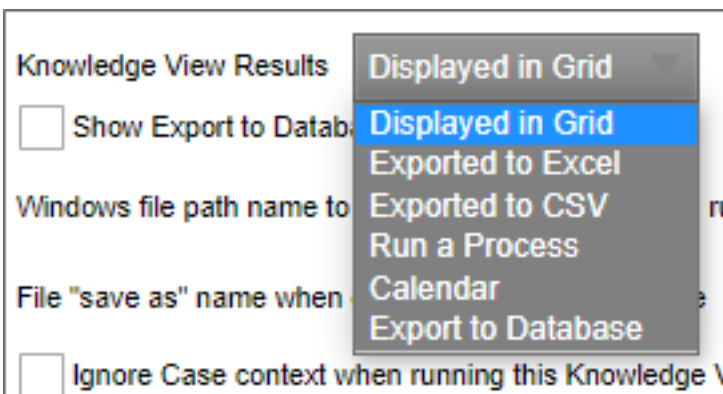 Knowledge View Results Displayed in Grid
Show Export to Datab
Displayed in Grid
Exported to Excel
Windows file path name to
Exported to CSV
Run a Process
File "save as" name when
Calendar
Export to Database
Ignore Case context when running this Knowledge